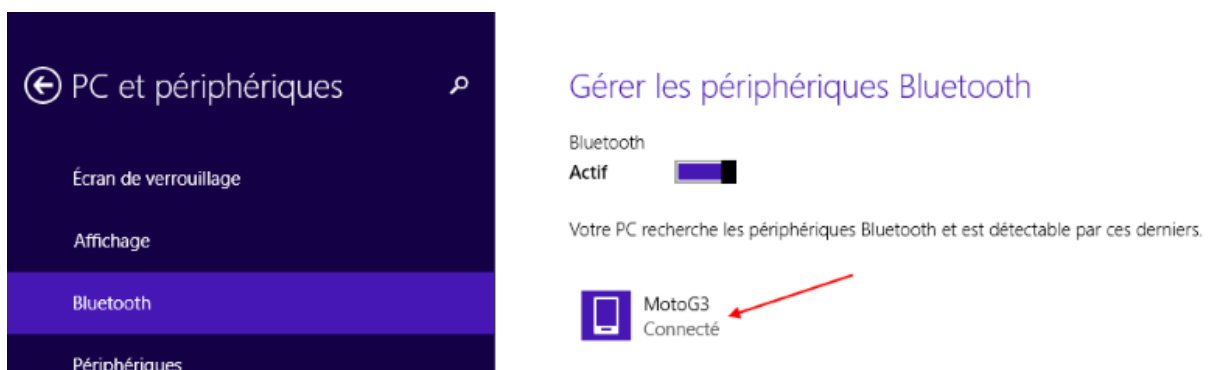 PC et périphériques
Écran de verrouillage
Affichage
Bluetooth
Périphériques
Gérer les périphériques Bluetooth
Bluetooth
Actif
Votre PC recherche les périphériques Bluetooth et est détectable par ces derniers.
MotoG3
Connecté